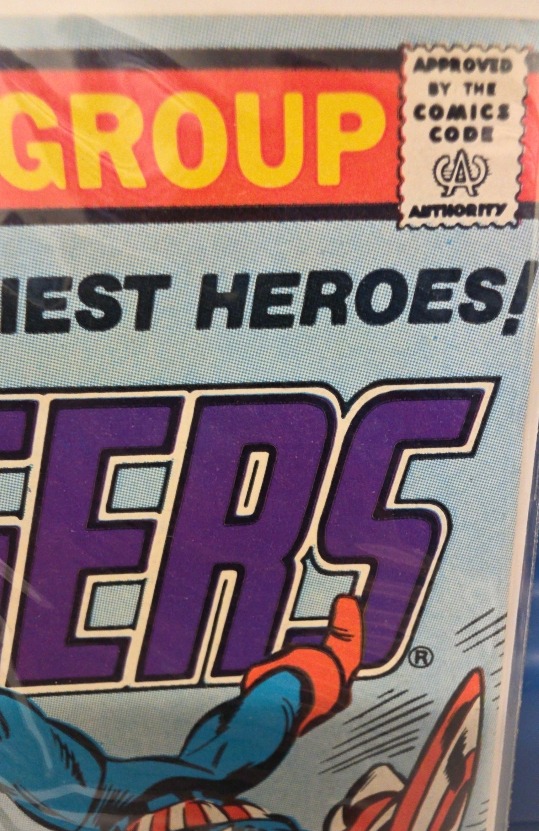 GROUP
APPROVED
BY THE
COMICS
CODE
A
AUTHORITY
IEST HEROES!
GERS®